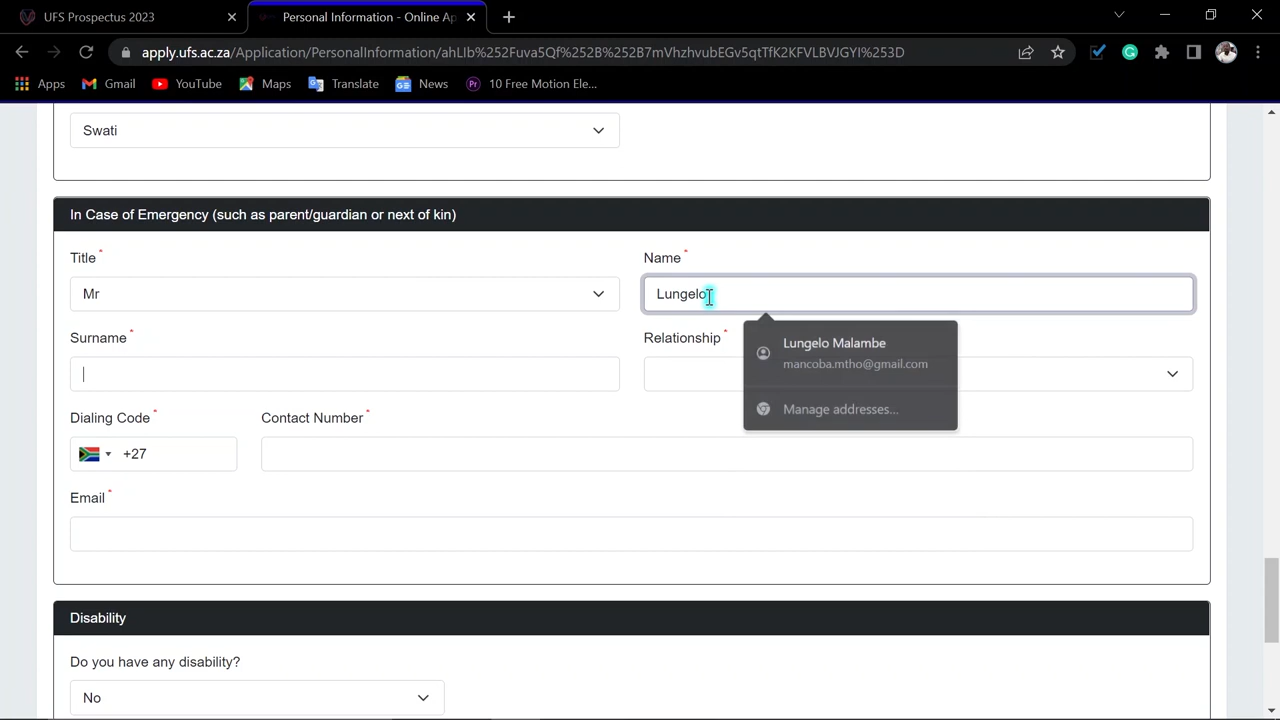 UFS Prospectus 2023
Personal Information - Online Ap
apply.ufs.ac.za/Application/PersonalInformation/ahLIb%252Fuva5Qf%252B%252B7mVhzhvubEGv5qtTfK2KFVLBVJGYI%253D
Apps Gmail YouTube Maps Translate News Pr 10 Free Motion Ele...
Swati
In Case of Emergency (such as parent/guardian or next of kin)
Title *
Name *
Mr
Lungelo
Surname *
Relationship *
Lungelo Malambe
mancoba.mtho@gmail.com
Manage addresses...
Dialing Code *
Contact Number *
+27
Email *
Disability
Do you have any disability?
No